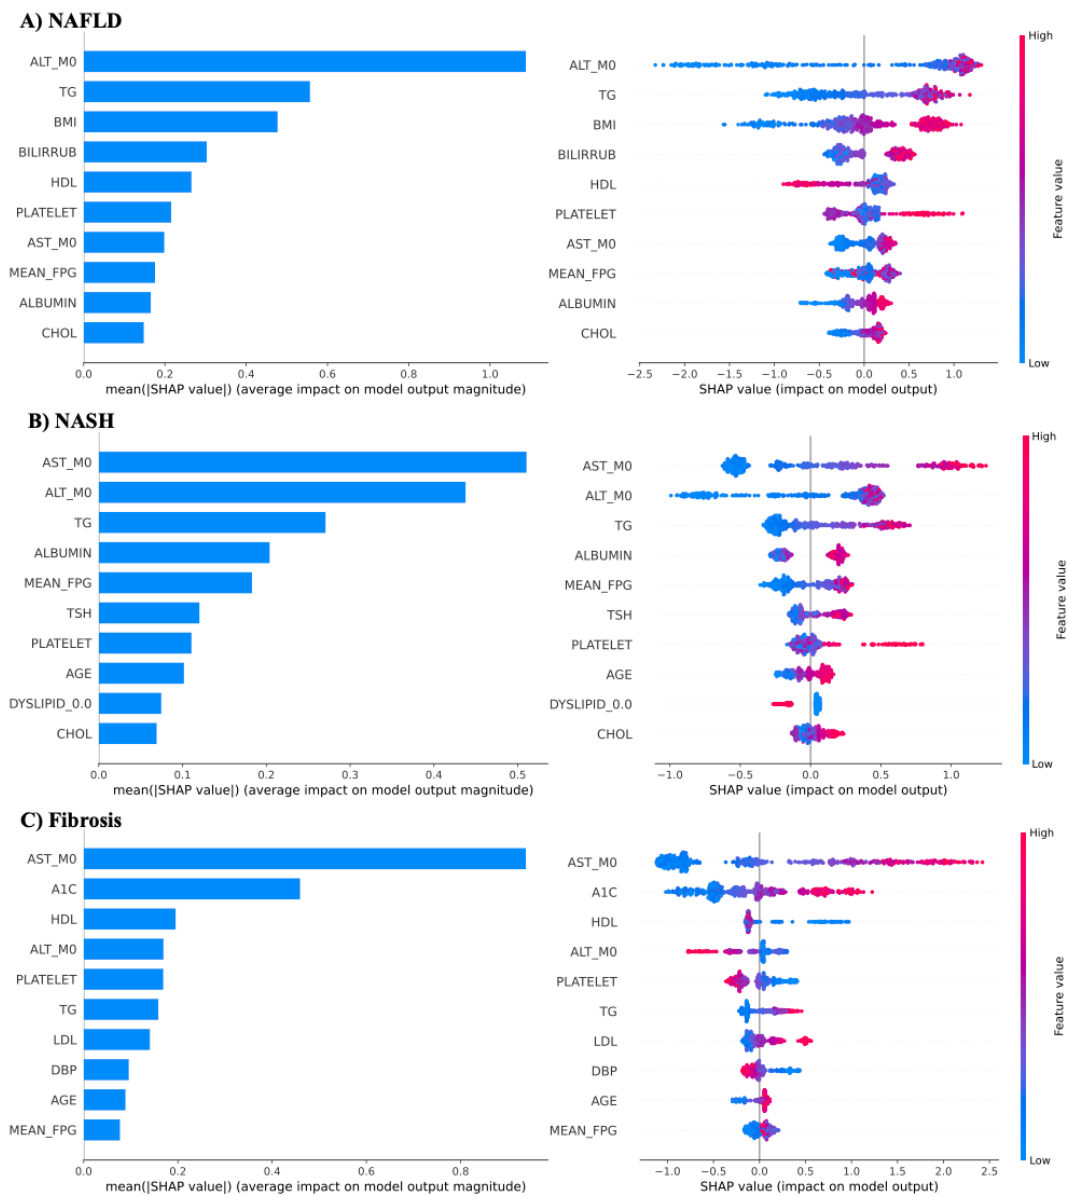 A) NAFLD
ALT_M0
TG
BMI
BILIRRUB
HDL
PLATELET
AST_M0
MEAN_FPG
ALBUMIN
CHOL
0.0 0.2 0.4 0.6 0.8 1.0
mean(|SHAP value|) (average impact on model output magnitude)
ALT_M0
TG
BMI
BILIRRUB
HDL
PLATELET
AST_M0
MEAN_FPG
ALBUMIN
CHOL
−2.5 −2.0 −1.5 −1.0 −0.5 0.0 0.5 1.0
SHAP value (impact on model output)
High
Feature value
Low
B) NASH
AST_M0
ALT_M0
TG
ALBUMIN
MEAN_FPG
TSH
PLATELET
AGE
DYSLIPID_0.0
CHOL
0.0 0.1 0.2 0.3 0.4 0.5
mean(|SHAP value|) (average impact on model output magnitude)
AST_M0
ALT_M0
TG
ALBUMIN
MEAN_FPG
TSH
PLATELET
AGE
DYSLIPID_0.0
CHOL
−1.0 −0.5 0.0 0.5 1.0
SHAP value (impact on model output)
High
Feature value
Low
C) Fibrosis
AST_M0
A1C
HDL
ALT_M0
PLATELET
TG
LDL
DBP
AGE
MEAN_FPG
0.0 0.2 0.4 0.6 0.8
mean(|SHAP value|) (average impact on model output magnitude)
AST_M0
A1C
HDL
ALT_M0
PLATELET
TG
LDL
DBP
AGE
MEAN_FPG
−1.0 −0.5 0.0 0.5 1.0 1.5 2.0 2.5
SHAP value (impact on model output)
High
Feature value
Low